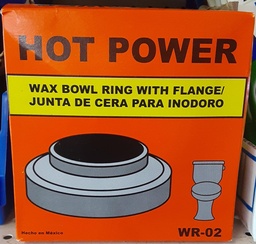 HOT POWER
WAX BOWL RING WITH FLANGE/
JUNTA DE CERA PARA INODORO
Hecho en México
WR-02